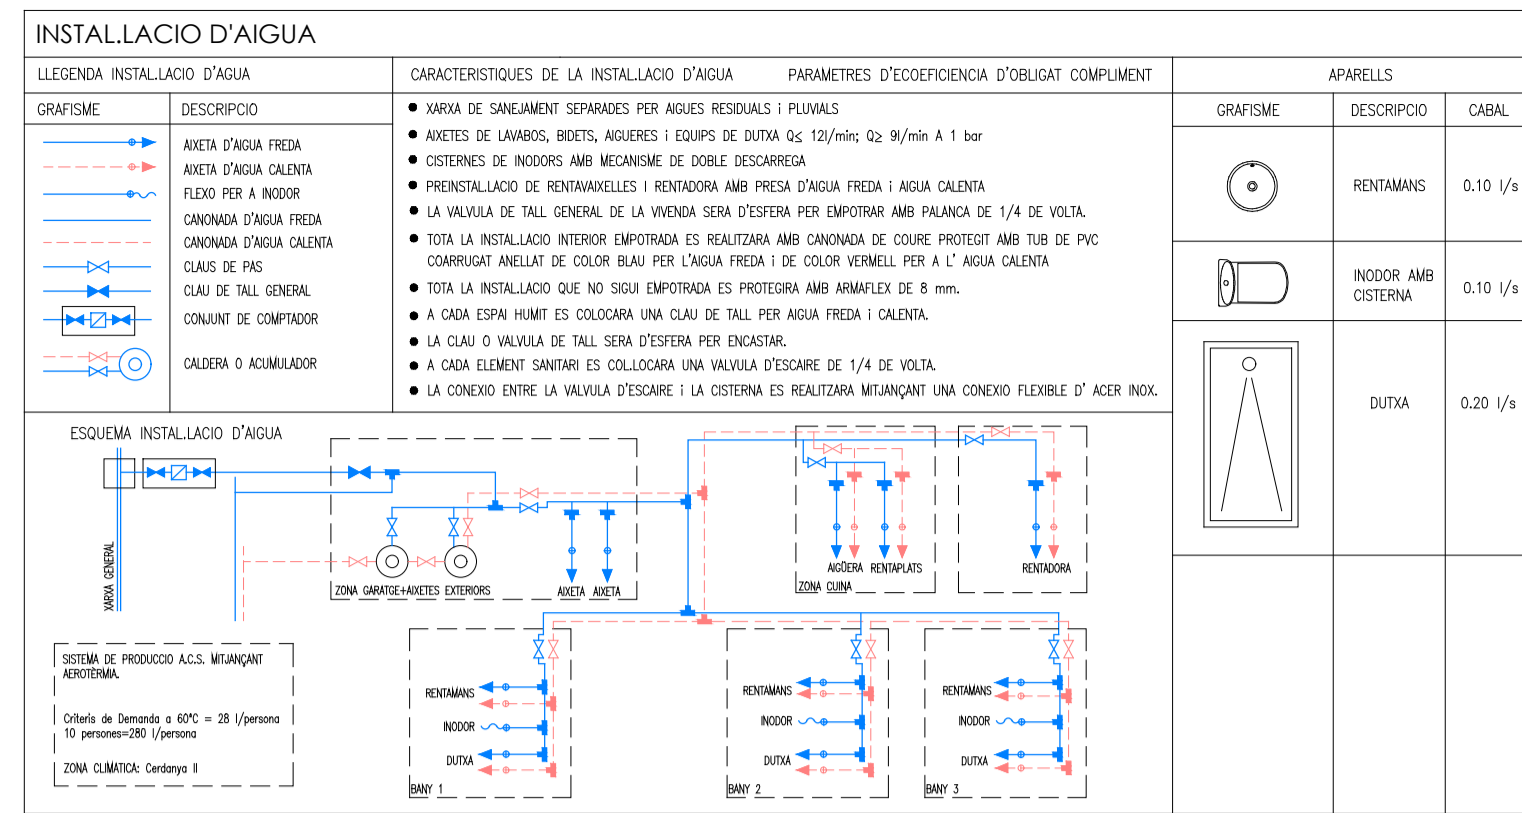 INSTAL.LACIO D'AIGUA
LLEGENDA INSTAL.LACIO D'AGUA
GRAFISME
DESCRIPCIO
AIXETA D'AIGUA FREDA
AIXETA D'AIGUA CALENTA
FLEXO PER A INODOR
CANONADA D'AIGUA FREDA
CANONADA D'AIGUA CALENTA
CLAUS DE PAS
CLAU DE TALL GENERAL
CONJUNT DE COMPTADOR
CALDERA O ACUMULADOR
CARACTERISTIQUES DE LA INSTAL.LACIO D'AIGUA PARAMETRES D'ECOEFICIENCIA D'OBLIGAT COMPLIMENT
● XARXA DE SANEJAMENT SEPARADES PER AIGUES RESIDUALS i PLUVIALS
● AIXETES DE LAVABOS, BIDETS, AIGUERES i EQUIPS DE DUTXA Q≤ 12l/min; Q≥ 9l/min A 1 bar
● CISTERNES DE INODORS AMB MECANISME DE DOBLE DESCARREGA
● PREINSTAL.LACIO DE RENTAVAIXELLES I RENTADORA AMB PRESA D'AIGUA FREDA i AIGUA CALENTA
● LA VALVULA DE TALL GENERAL DE LA VIVENDA SERA D'ESFERA PER EMPOTRAR AMB PALANCA DE 1/4 DE VOLTA.
● TOTA LA INSTAL.LACIO INTERIOR EMPOTRADA ES REALITZARA AMB CANONADA DE COURE PROTEGIT AMB TUB DE PVC
COARRUGAT ANELLAT DE COLOR BLAU PER L'AIGUA FREDA i DE COLOR VERMELL PER A L' AIGUA CALENTA
● TOTA LA INSTAL.LACIO QUE NO SIGUI EMPOTRADA ES PROTEGIRA AMB ARMAFLEX DE 8 mm.
● A CADA ESPAI HUMIT ES COLOCARA UNA CLAU DE TALL PER AIGUA FREDA i CALENTA.
● LA CLAU O VALVULA DE TALL SERA D'ESFERA PER ENCASTAR.
● A CADA ELEMENT SANITARI ES COL.LOCARA UNA VALVULA D'ESCAIRE DE 1/4 DE VOLTA.
● LA CONEXIO ENTRE LA VALVULA D'ESCAIRE i LA CISTERNA ES REALITZARA MITJANÇANT UNA CONEXIO FLEXIBLE D' ACER INOX.
APARELLS
GRAFISME
DESCRIPCIO
CABAL
RENTAMANS
0.10 l/s
INODOR AMB
CISTERNA
0.10 l/s
DUTXA
0.20 l/s
ESQUEMA INSTAL.LACIO D'AIGUA
XARXA GENERAL
ZONA GARATGE+AIXETES EXTERIORS
AIXETA
AIXETA
AIGÜERA
RENTAPLATS
ZONA CUINA
RENTADORA
SISTEMA DE PRODUCCIO A.C.S. MITJANÇANT
AEROTÈRMIA.
Criteris de Demanda a 60ºC = 28 l/persona
10 persones=280 l/persona
ZONA CLIMATICA: Cerdanya II
RENTAMANS
INODOR
DUTXA
BANY 1
RENTAMANS
INODOR
DUTXA
BANY 2
RENTAMANS
INODOR
DUTXA
BANY 3